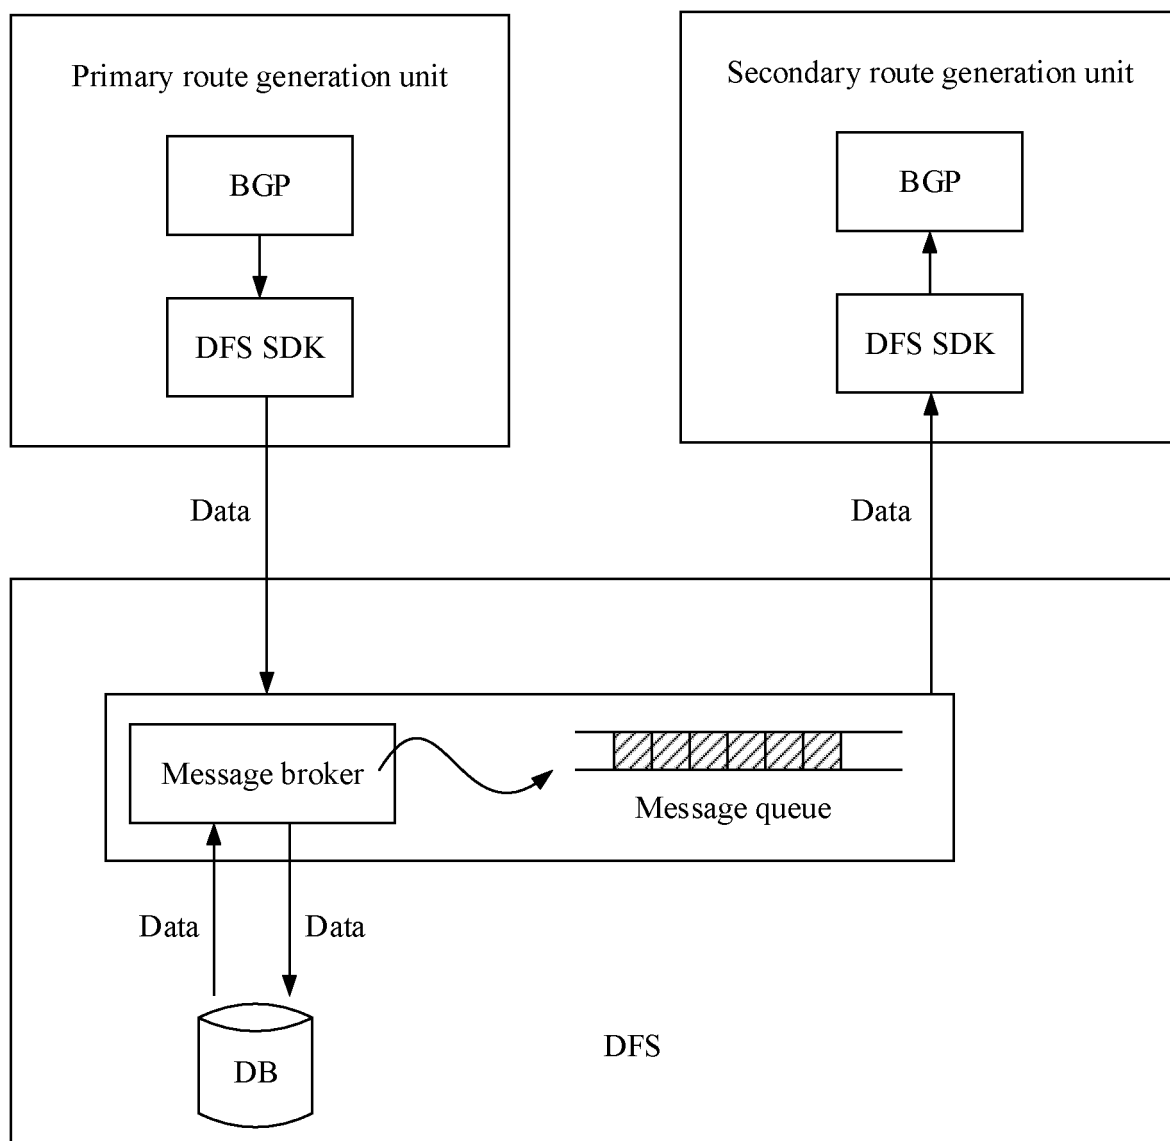 Primary route generation unit
Secondary route generation unit
BGP
BGP
DFS SDK
DFS SDK
Data
Data
Message broker
Message queue
Data
Data
DB
DFS